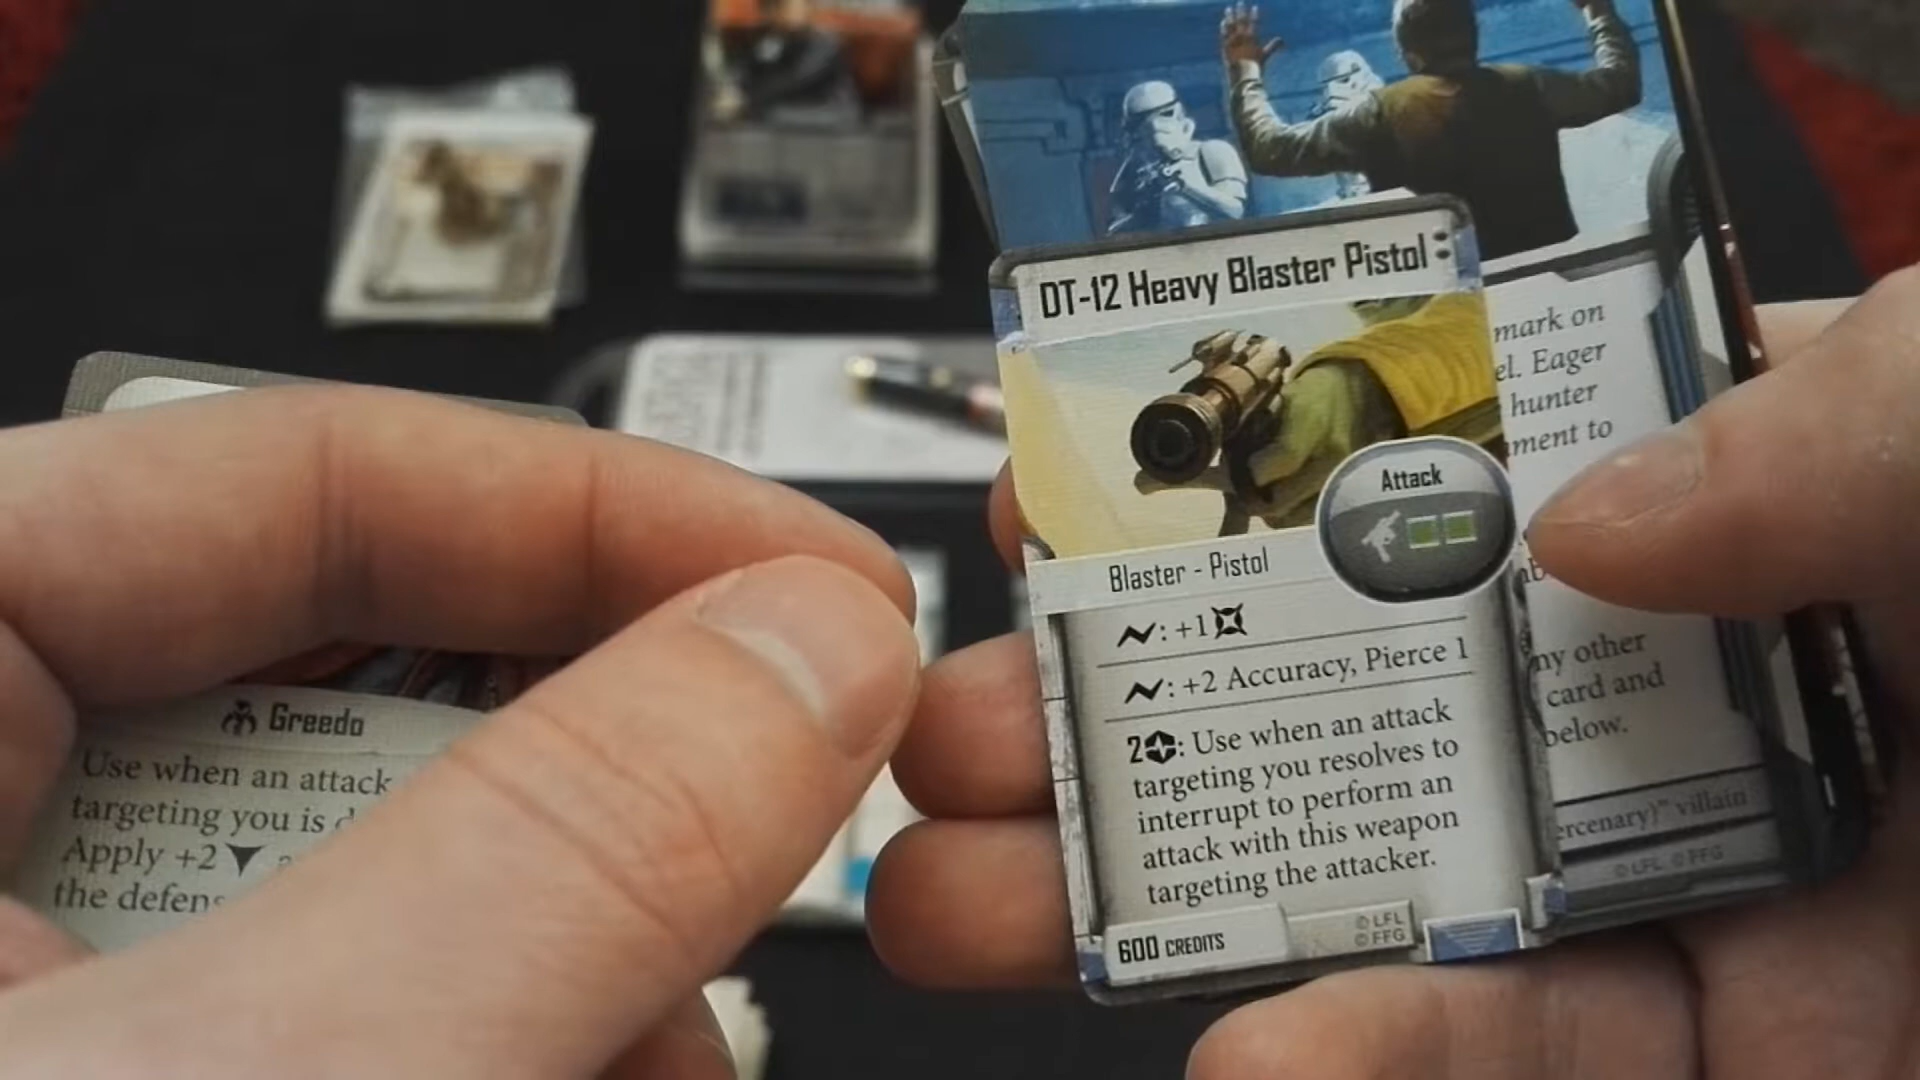 DT-12 Heavy Blaster Pistol
Attack
Blaster - Pistol
: +1
: +2 Accuracy, Pierce 1
2 : Use when an attack
targeting you resolves to
interrupt to perform an
attack with this weapon
targeting the attacker.
600 CREDITS
© LFL
© FFG
mark on
el. Eager
hunter
ment to
ny other
card and
below.
ercenary)" villain
© LFL © FFG
Greedo
Use when an attack
targeting you is
Apply +2
the defens